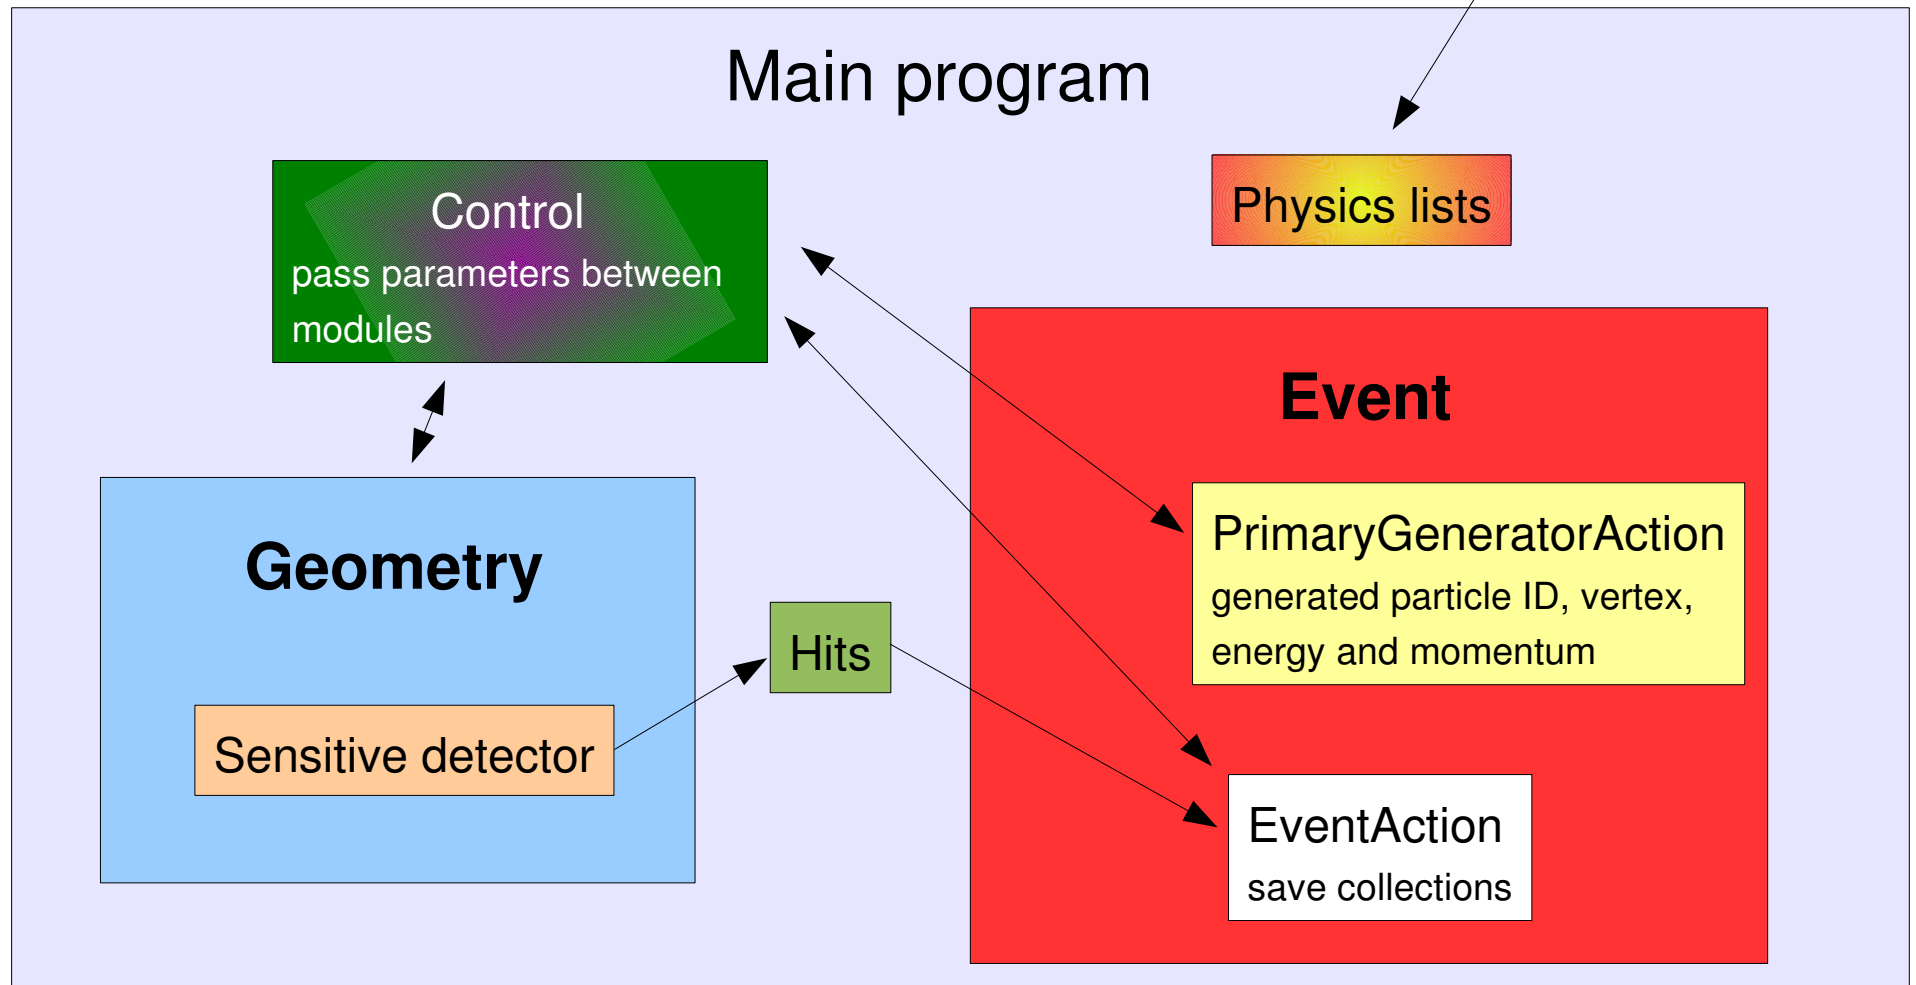 Main program
Control
pass parameters between
modules
Physics lists
Event
PrimaryGeneratorAction
generated particle ID, vertex,
energy and momentum
Geometry
Hits
Sensitive detector
EventAction
save collections